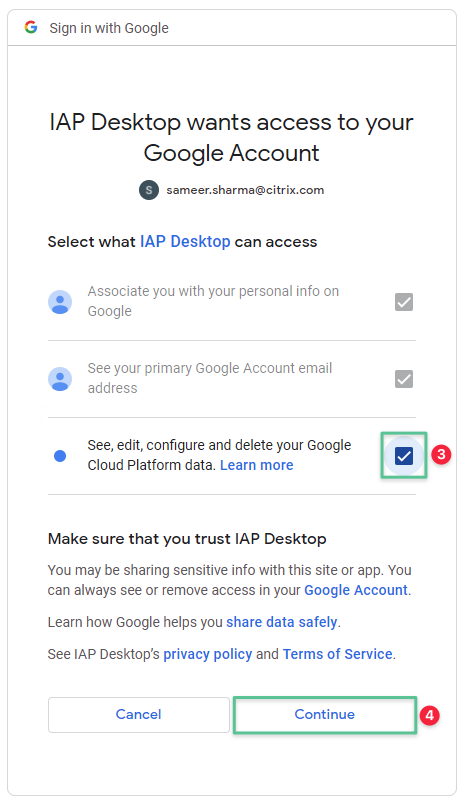 Sign in with Google
IAP Desktop wants access to your
Google Account
S sameer.sharma@citrix.com
Select what IAP Desktop can access
Associate you with your personal info on
Google
See your primary Google Account email
address
See, edit, configure and delete your Google
Cloud Platform data. Learn more
3
Make sure that you trust IAP Desktop
You may be sharing sensitive info with this site or app. You
can always see or remove access in your Google Account.
Learn how Google helps you share data safely.
See IAP Desktop's privacy policy and Terms of Service.
Cancel
Continue
4